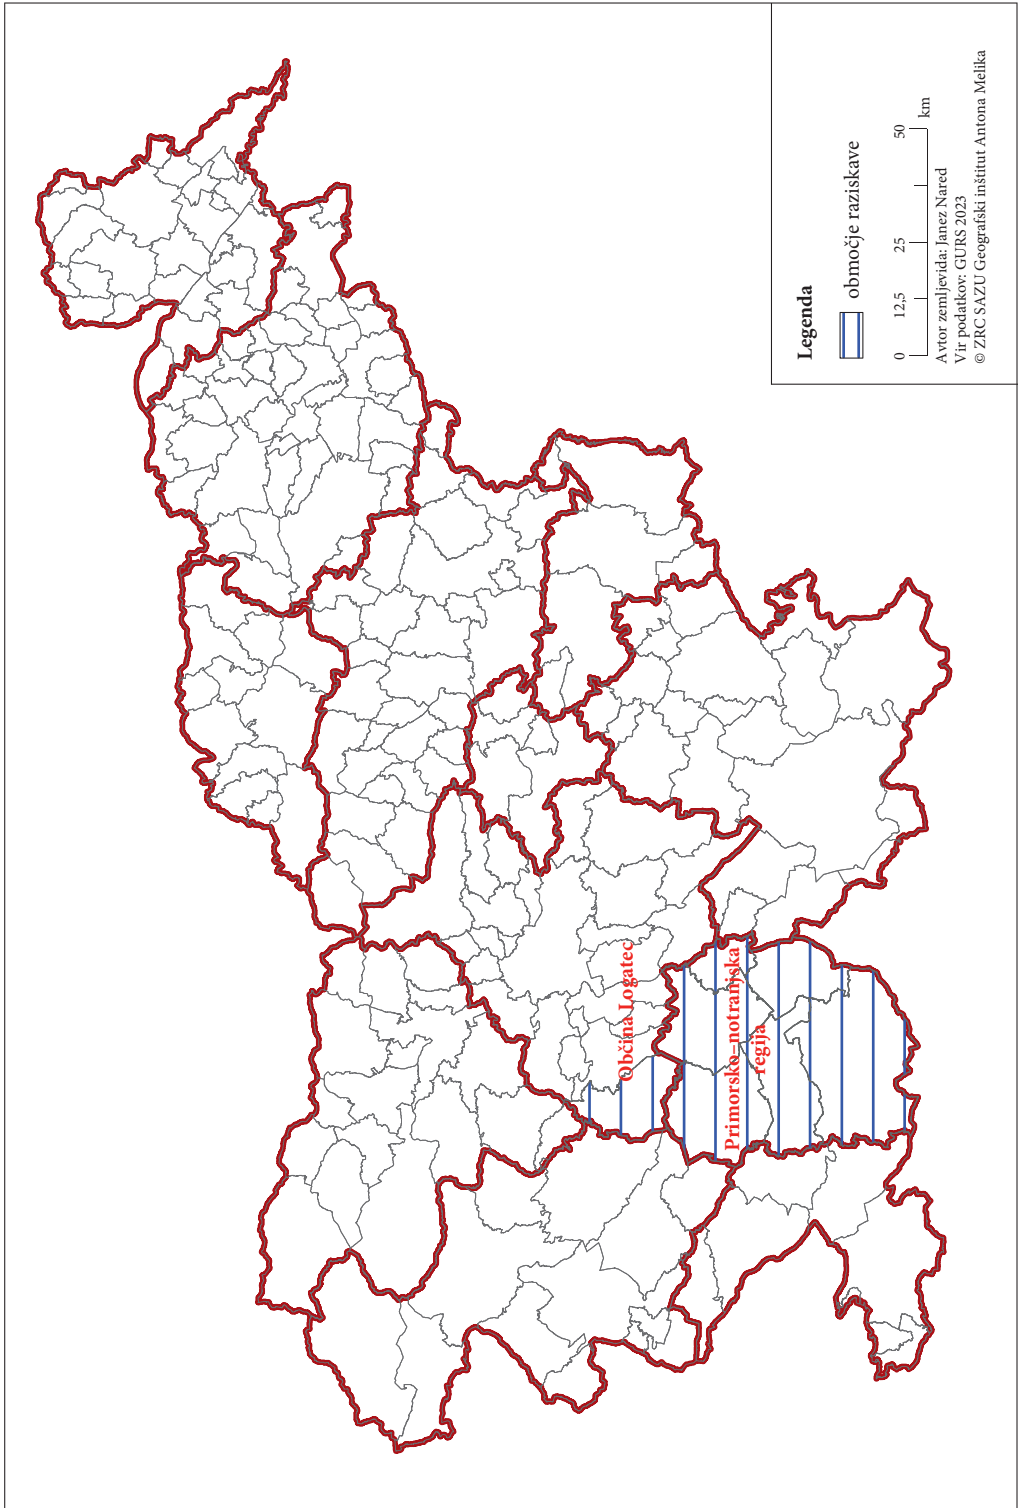 Občina Logatec
Primorsko–notranjska
regija
Legenda
območje raziskave
0 12,5 25 50
km
Avtor zemljevida: Janez Nared
Vir podatkov: GURS 2023
© ZRC SAZU Geografski inštitut Antona Melika